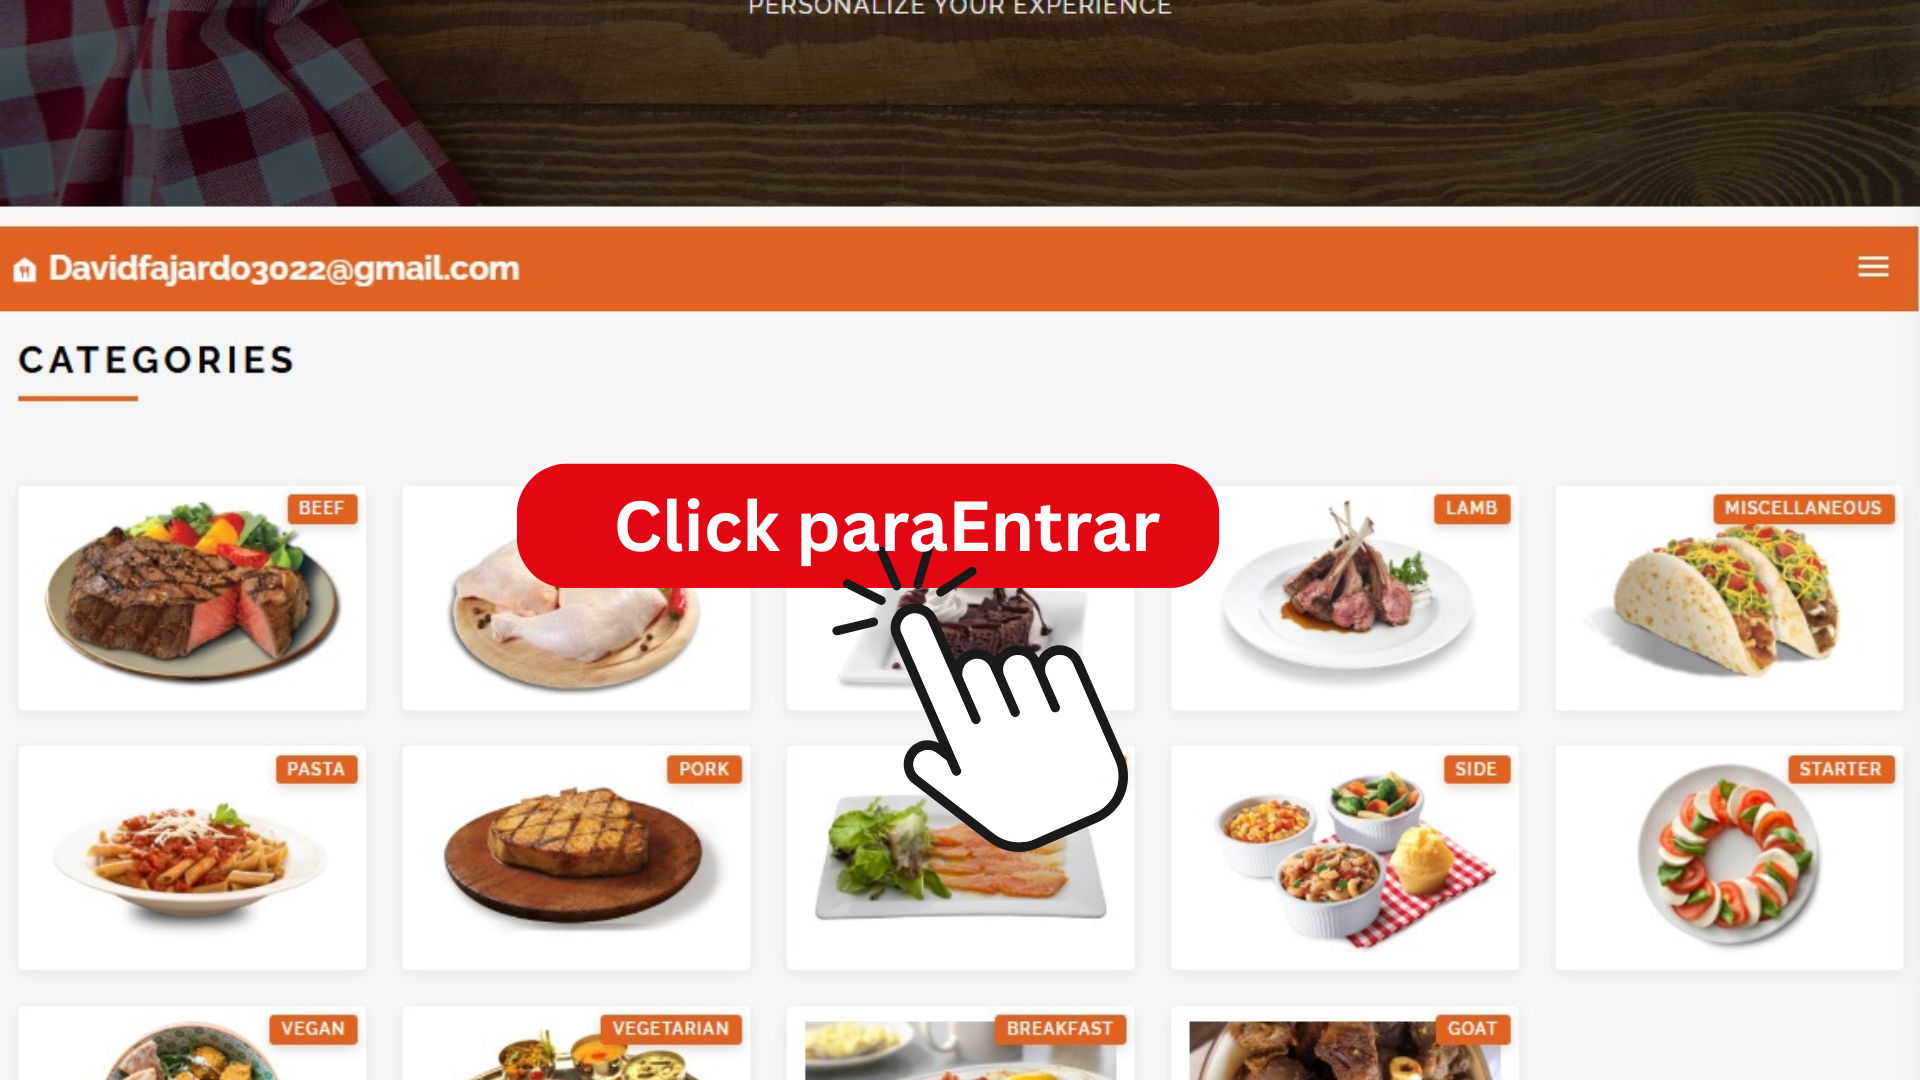 PERSONALIZE YOUR EXPERIENCE
Davidfajardo3022@gmail.com
CATEGORIES
BEEF
Click paraEntrar
LAMB
MISCELLANEOUS
PASTA
PORK
SIDE
STARTER
VEGAN
VEGETARIAN
BREAKFAST
GOAT